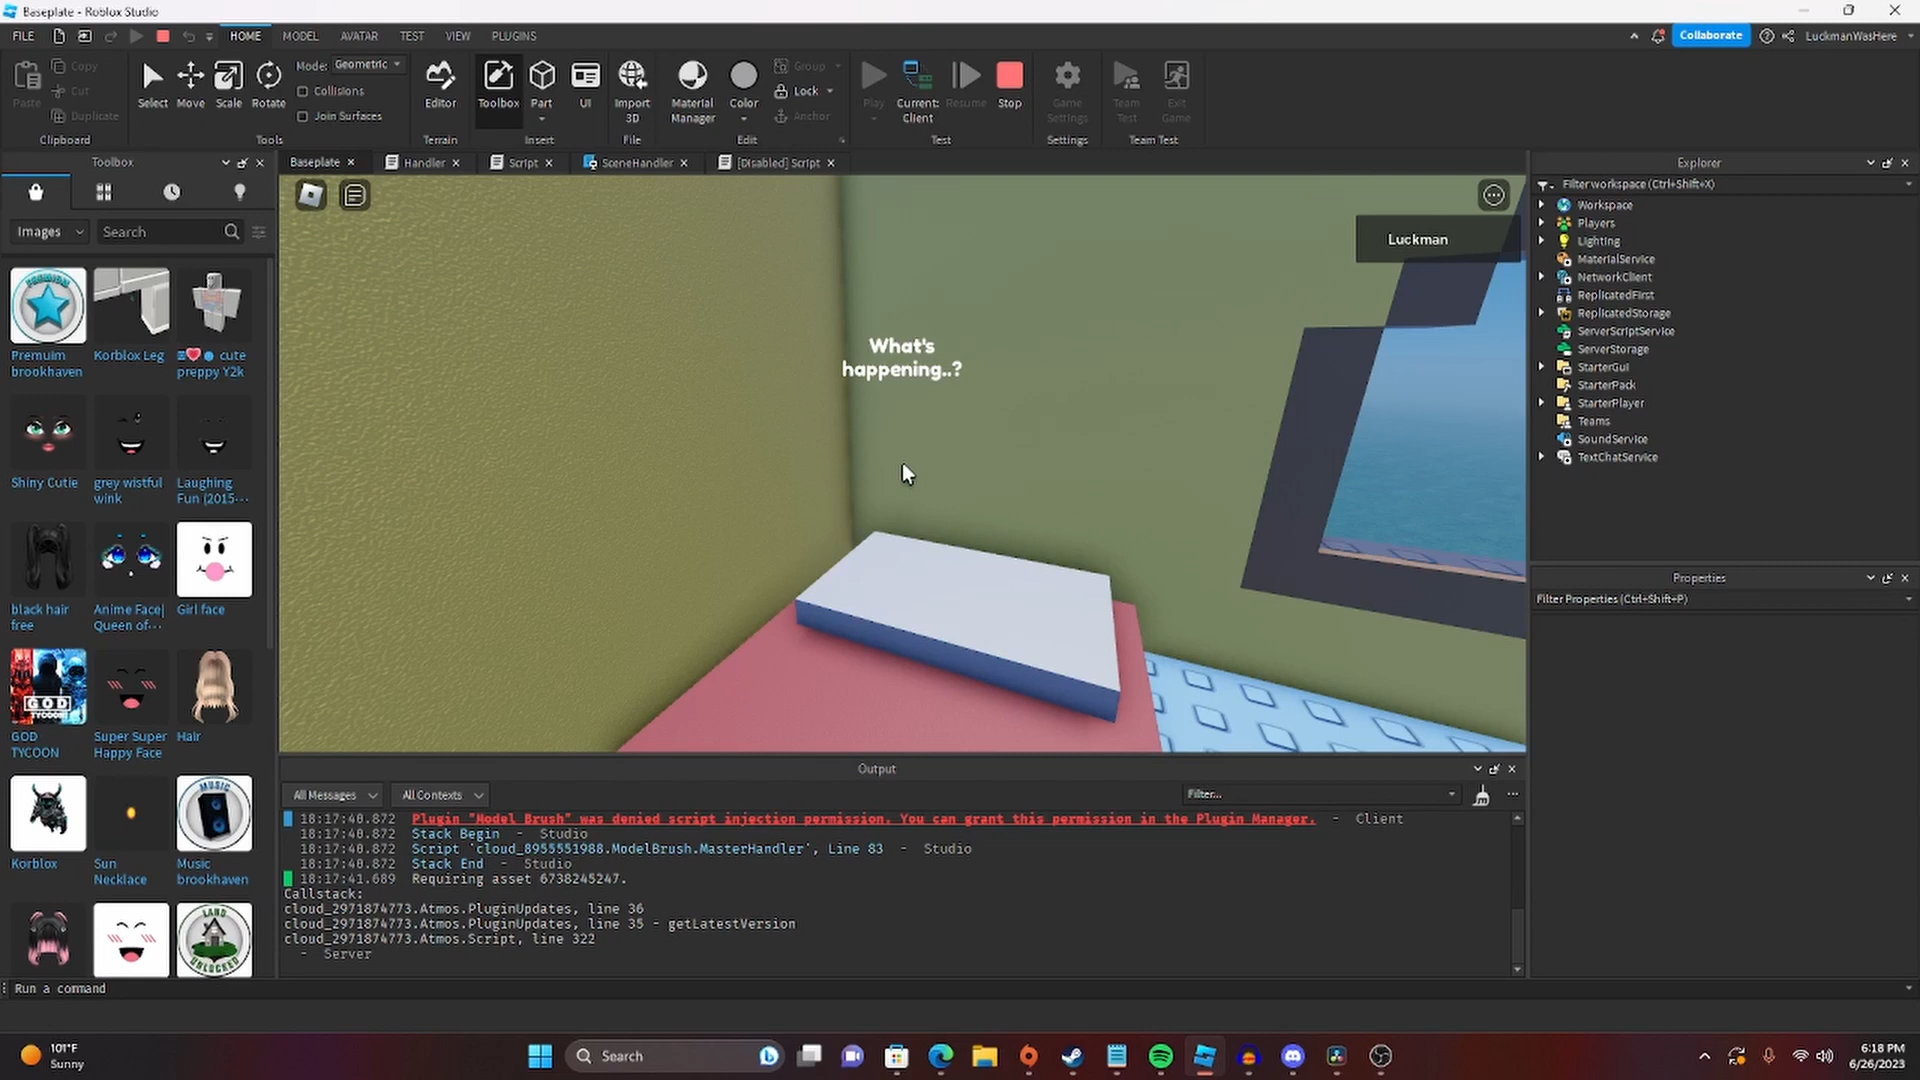 Baseplate - Roblox Studio
FILE HOME MODEL AVATAR TEST VIEW PLUGINS Collaborate LuckmanWasHere
Paste Copy Cut Duplicate Clipboard
Select Move Scale Rotate Mode: Geometric Collisions Join Surfaces Tools
Editor Terrain
Toolbox Part UI Insert
Import 3D File
Material Manager Color Group Lock Anchor Edit
Play Current: Client Resume Stop Test
Game Settings Settings
Team Test Exit Game Team Test
Toolbox
Images Search
Premuim brookhaven
Korblox Leg
cute preppy Y2k
Shiny Cutie
grey wistful wink
Laughing Fun (2015-···
black hair free
Anime Face| Queen of···
Girl face
GOD TYCOON
GOD TYCOON
Super Super Happy Face
Hair
Korblox
Sun Necklace
MUSIC
Music brookhaven
LAND UNLOCKED
Baseplate Handler Script SceneHandler [Disabled] Script
Luckman
What's
happening..?
Output
All Messages All Contexts Filter...
18:17:40.872 Plugin "Model Brush" was denied script injection permission. You can grant this permission in the Plugin Manager. - Client
18:17:40.872 Stack Begin - Studio
18:17:40.872 Script 'cloud_8955551988.ModelBrush.MasterHandler', Line 83 - Studio
18:17:40.872 Stack End - Studio
18:17:41.689 Requiring asset 6738245247.
Callstack:
cloud_2971874773.Atmos.PluginUpdates, line 36
cloud_2971874773.Atmos.PluginUpdates, line 35 - getLatestVersion
cloud_2971874773.Atmos.Script, line 322
- Server
Explorer
Filter workspace (Ctrl+Shift+X)
Workspace
Players
Lighting
MaterialService
NetworkClient
ReplicatedFirst
ReplicatedStorage
ServerScriptService
ServerStorage
StarterGui
StarterPack
StarterPlayer
Teams
SoundService
TextChatService
Properties
Filter Properties (Ctrl+Shift+P)
Run a command
101°F
Sunny
Search
6:18 PM
6/26/2023